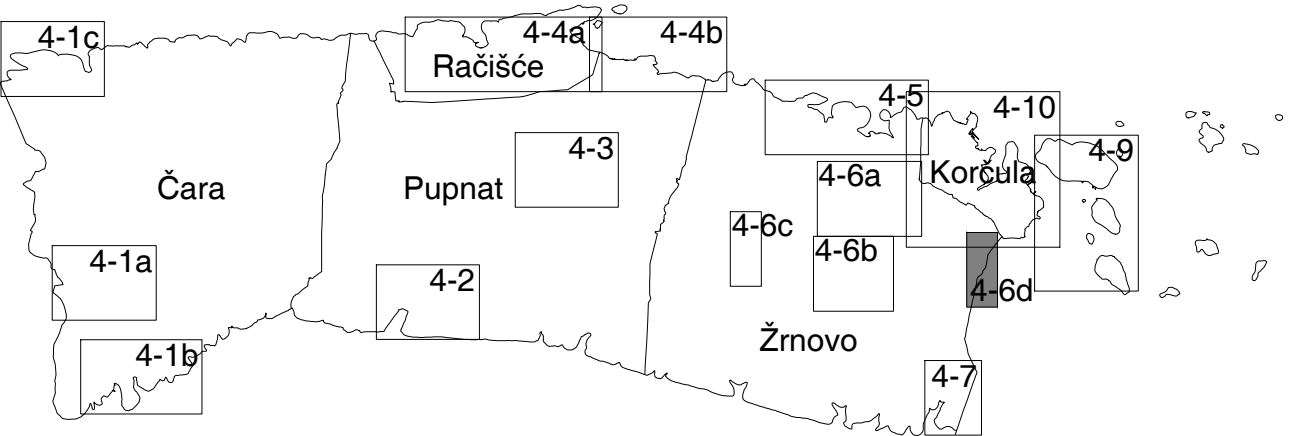 4-1c
4-4a
4-4b
Račišće
4-5
4-10
4-3
4-9
Čara
Pupnat
4-6a
Korčula
4-6c
4-6b
4-1a
4-2
4-6d
4-1b
Žrnovo
4-7